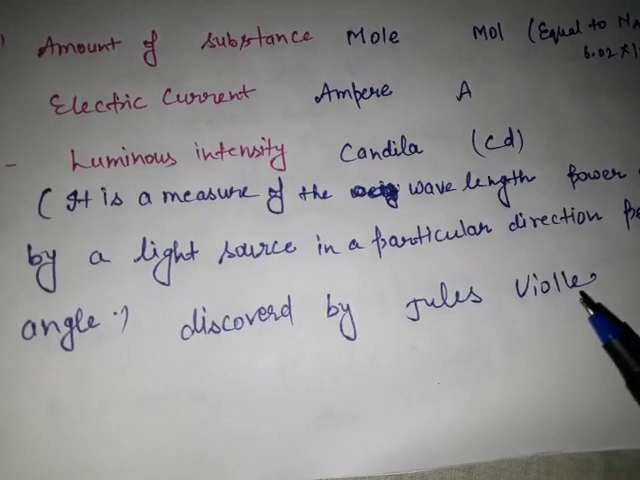 Amount of substance Mole Mol (Equal to NA
6.02 x 1
Electric Current Ampere A
- Luminous intensity Candila (Cd)
(It is a measure of the wave length power
by a light source in a particular direction
angle.) discoverd by Jules Violle